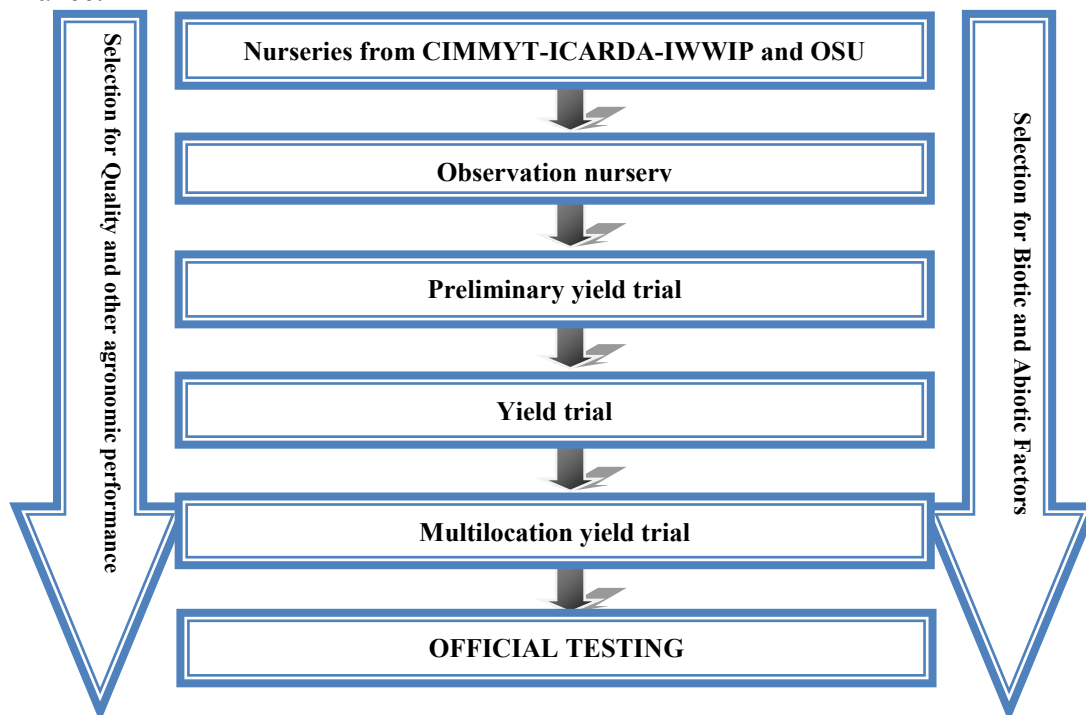 Nurseries from CIMMYT-ICARDA-IWWIP and OSU
Observation nurserv
Preliminary yield trial
Yield trial
Multilocation yield trial
OFFICIAL TESTING
Selection for Quality and other agronomic performance
Selection for Biotic and Abiotic Factors